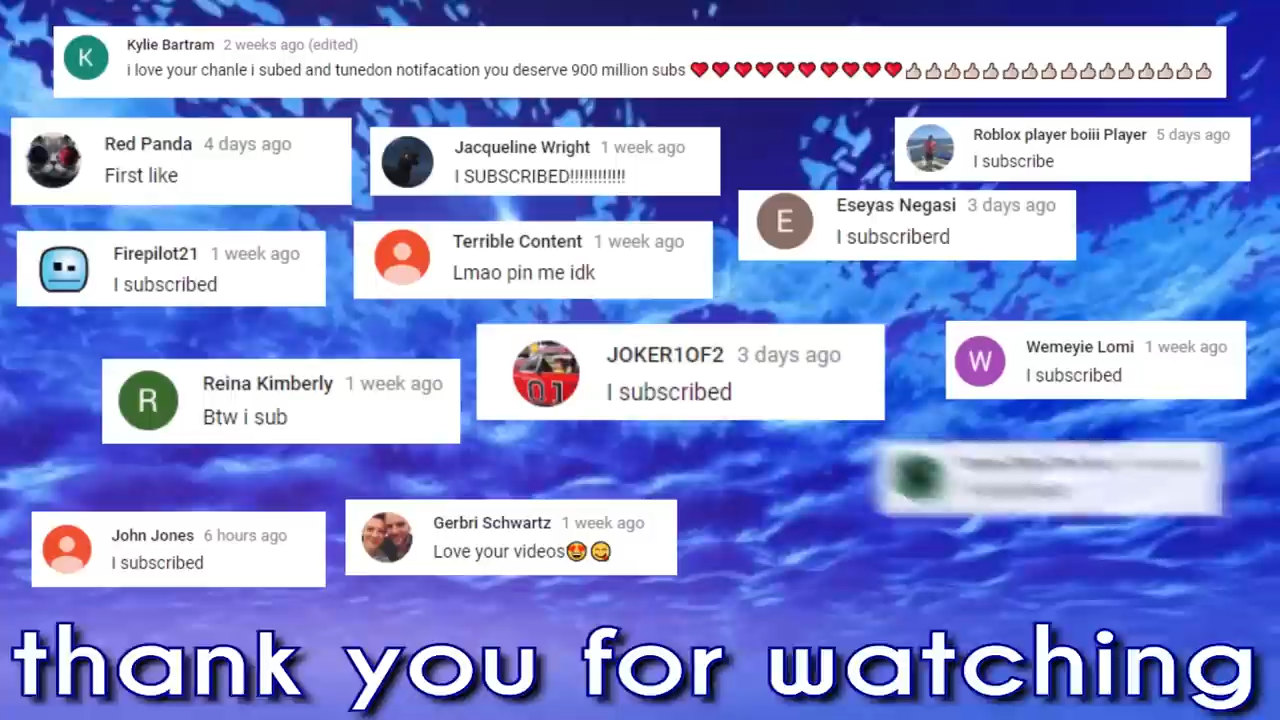 K
Kylie Bartram 2 weeks ago (edited)
i love your chanle i subed and tunedon notifacation you deserve 900 million subs ❤❤❤❤❤❤❤❤❤❤👍👍👍👍👍👍👍👍👍👍👍👍👍👍👍👍
Red Panda 4 days ago
First like
Jacqueline Wright 1 week ago
I SUBSCRIBED!!!!!!!!!!!!
Roblox player boiii Player 5 days ago
I subscribe
E
Eseyas Negasi 3 days ago
I subscriberd
Firepilot21 1 week ago
I subscribed
Terrible Content 1 week ago
Lmao pin me idk
R
Reina Kimberly 1 week ago
Btw i sub
01
JOKER1OF2 3 days ago
I subscribed
W
Wemeyie Lomi 1 week ago
I subscribed
John Jones 6 hours ago
I subscribed
Gerbri Schwartz 1 week ago
Love your videos🤩😋
thank you for watching